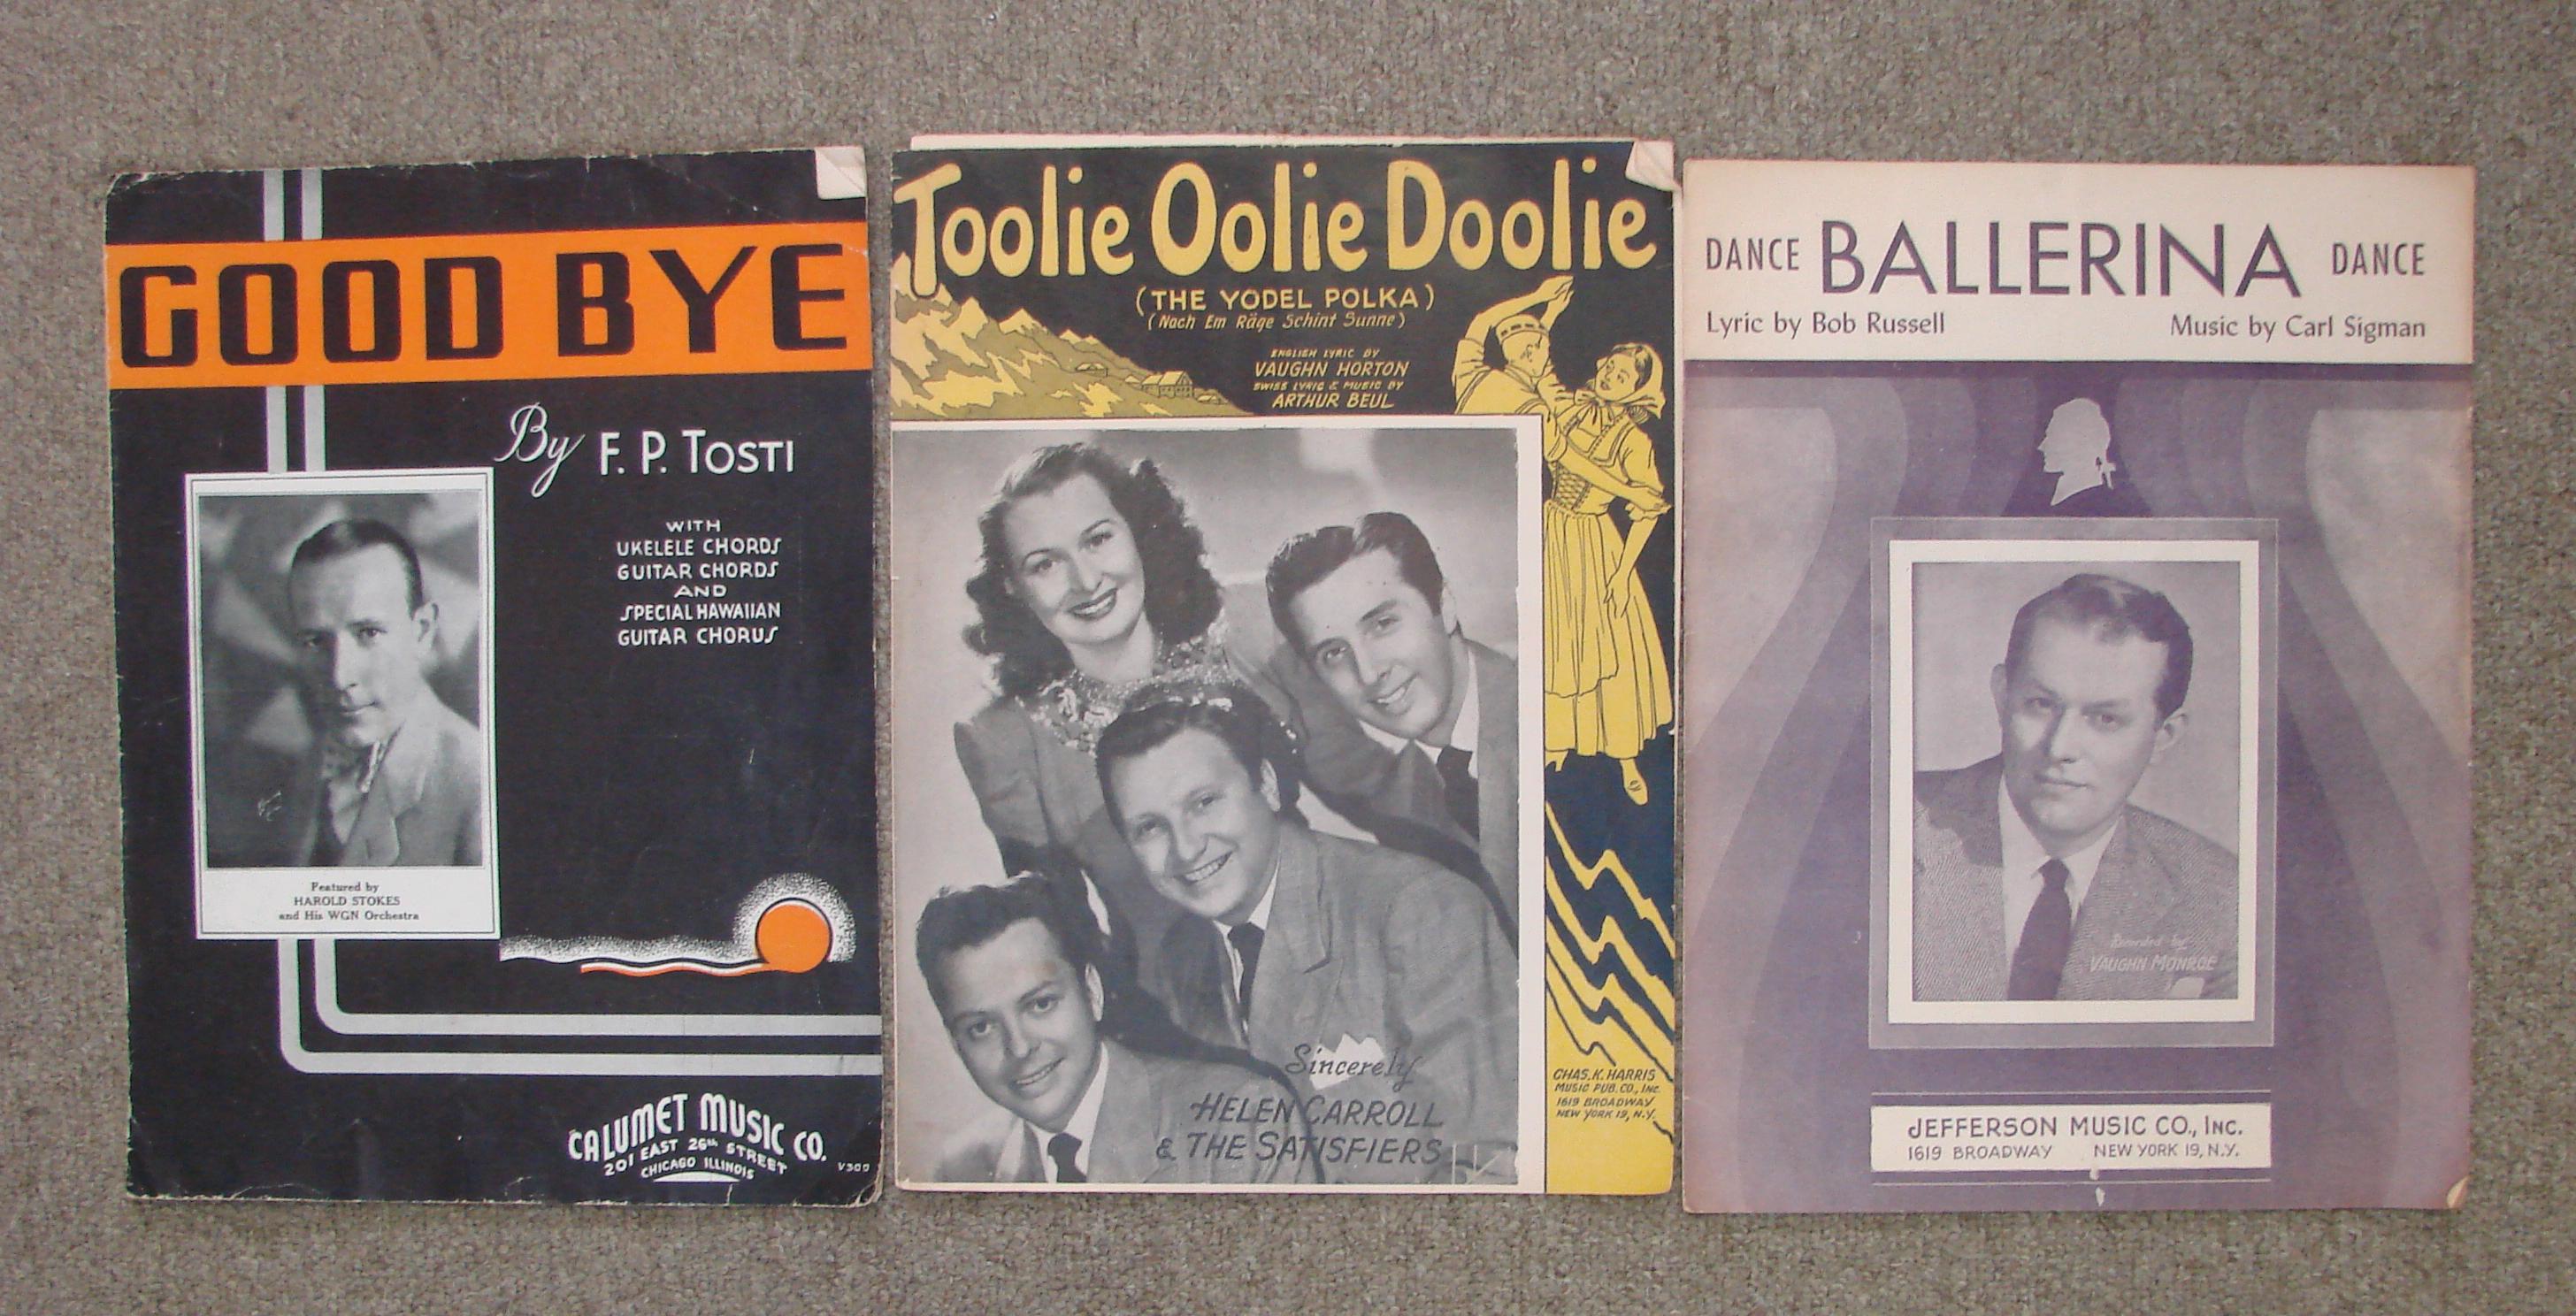 GOOD BYE
By F. P. TOSTI
WITH
UKELELE CHORDS
GUITAR CHORDS
AND
SPECIAL HAWAIIAN
GUITAR CHORUS
Featured by
HAROLD STOKES
and His WGN Orchestra
CALUMET MUSIC CO.
201 EAST 26th STREET
CHICAGO ILLINOIS
V300
Toolie Oolie Doolie
(THE YODEL POLKA)
(Nach Em Räge Schint Sunne)
ENGLISH LYRIC BY
VAUGHN HORTON
SWISS LYRIC & MUSIC BY
ARTHUR BEUL
Sincerely
HELEN CARROLL
& THE SATISFIERS
CHAS. K. HARRIS
MUSIC PUB. CO., INC.
1619 BROADWAY
NEW YORK 19, N.Y.
DANCE BALLERINA DANCE
Lyric by Bob Russell Music by Carl Sigman
Recorded by
VAUGHN MONROE
JEFFERSON MUSIC CO., INC.
1619 BROADWAY NEW YORK 19, N.Y.